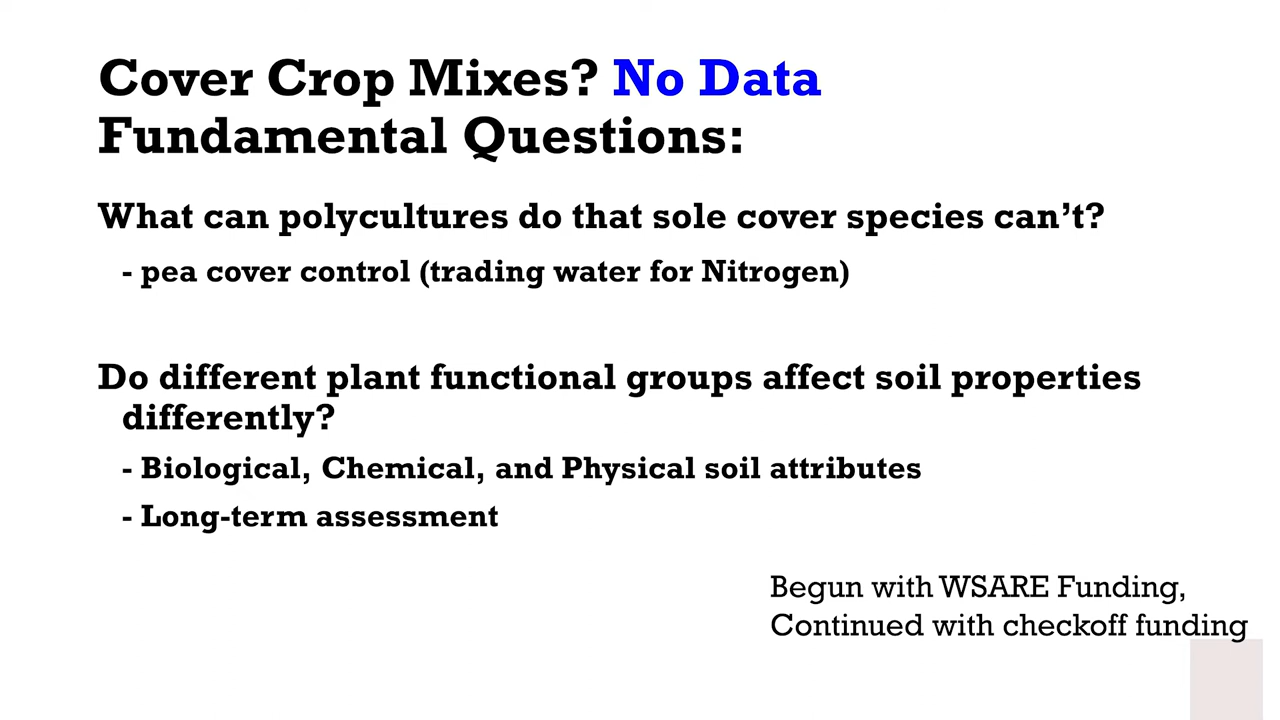 Cover Crop Mixes? No Data
Fundamental Questions:
What can polycultures do that sole cover species can’t?
- pea cover control (trading water for Nitrogen)
Do different plant functional groups affect soil properties
differently?
- Biological, Chemical, and Physical soil attributes
- Long-term assessment
Begun with WSARE Funding,
Continued with checkoff funding